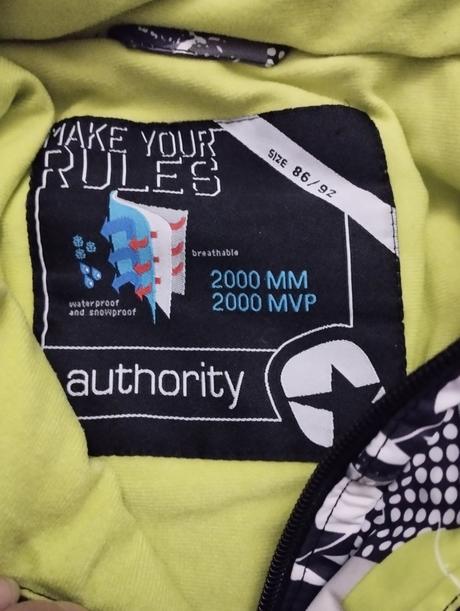 MAKE YOUR
RULES
SIZE 86/92
breathable
2000 MM
2000 MVP
waterproof
and snowproof
authority